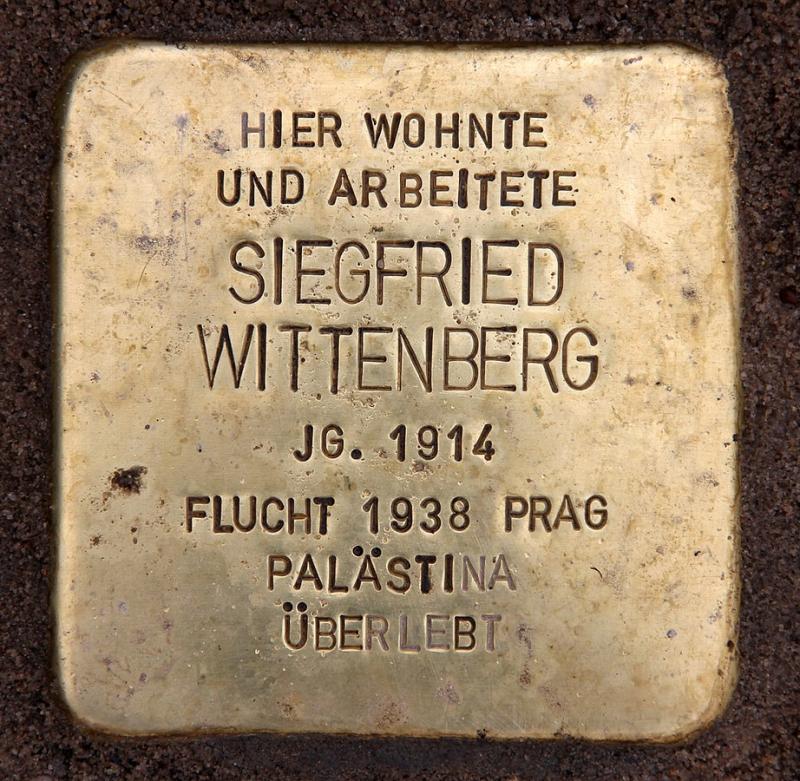 HIER WOHNTE
UND ARBEITETE
SIEGFRIED
WITTENBERG
JG. 1914
FLUCHT 1938 PRAG
PALÄSTINA
ÜBERLEBT